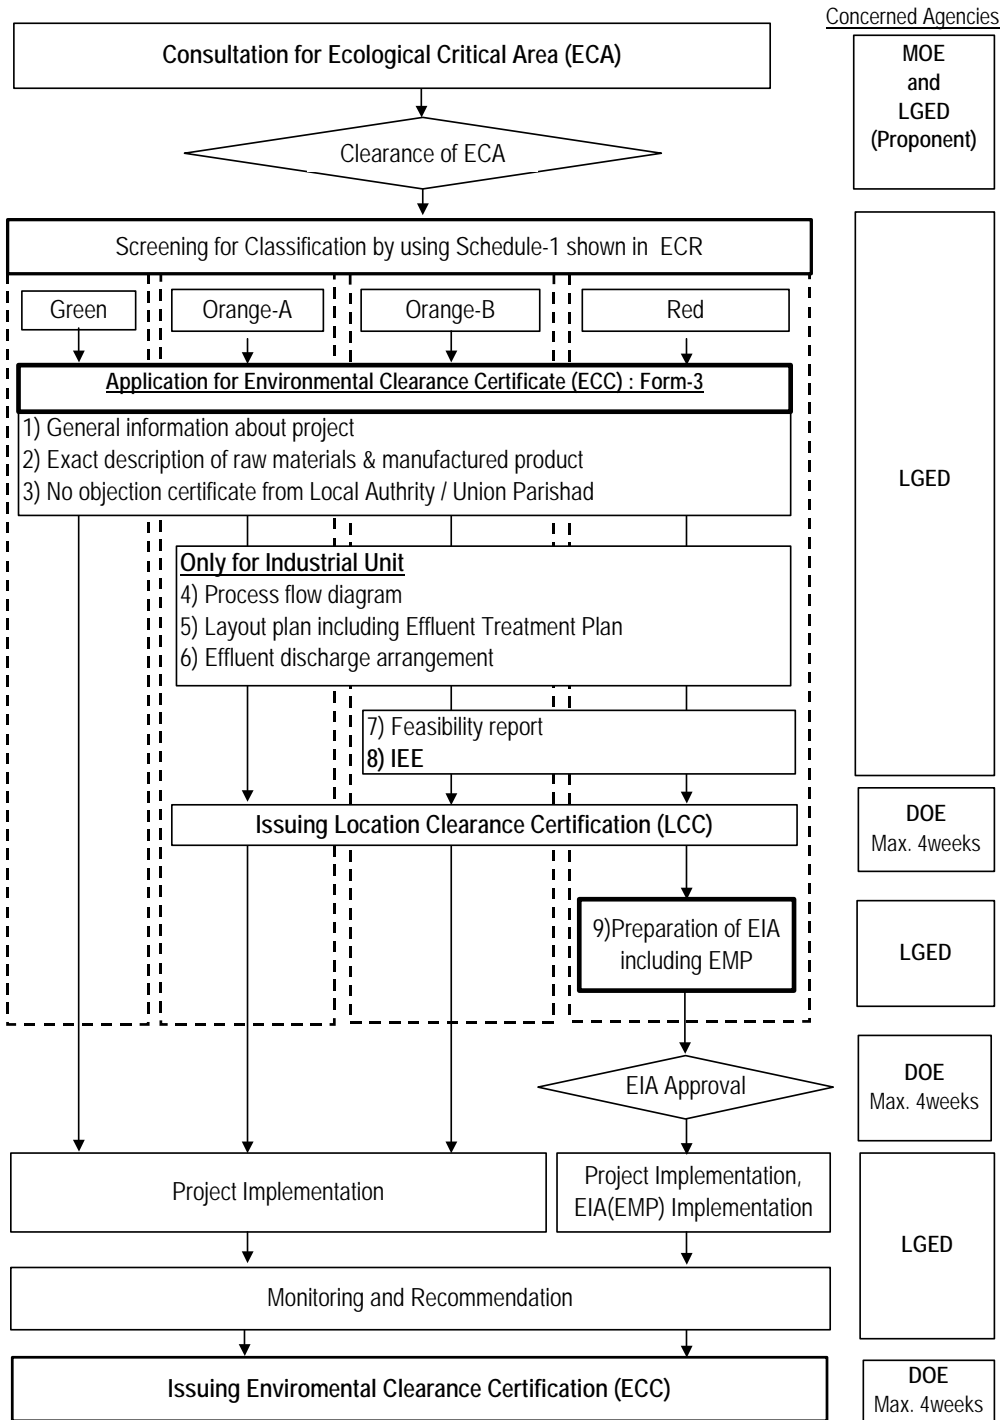 Concerned Agencies
Consultation for Ecological Critical Area (ECA)
MOE
and
LGED
(Proponent)
Clearance of ECA
Screening for Classification by using Schedule-1 shown in ECR
Green
Orange-A
Orange-B
Red
Application for Environmental Clearance Certificate (ECC) : Form-3
1) General information about project
2) Exact description of raw materials & manufactured product
3) No objection certificate from Local Authrity / Union Parishad
LGED
Only for Industrial Unit
4) Process flow diagram
5) Layout plan including Effluent Treatment Plan
6) Effluent discharge arrangement
7) Feasibility report
8) IEE
Issuing Location Clearance Certification (LCC)
DOE
Max. 4weeks
9)Preparation of EIA
including EMP
LGED
EIA Approval
DOE
Max. 4weeks
Project Implementation
Project Implementation,
EIA(EMP) Implementation
LGED
Monitoring and Recommendation
Issuing Enviromental Clearance Certification (ECC)
DOE
Max. 4weeks